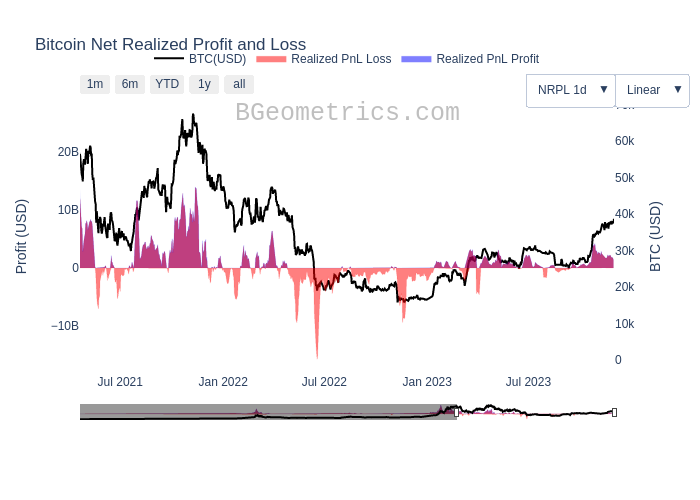 Bitcoin Net Realized Profit and Loss
BTC(USD) Realized PnL Loss Realized PnL Profit
1m 6m YTD 1y all
NRPL 1d ▼ Linear ▼
BGeometrics.com
20B
10B
0
−10B
Profit (USD)
60k
50k
40k
30k
20k
10k
0
BTC (USD)
Jul 2021 Jan 2022 Jul 2022 Jan 2023 Jul 2023